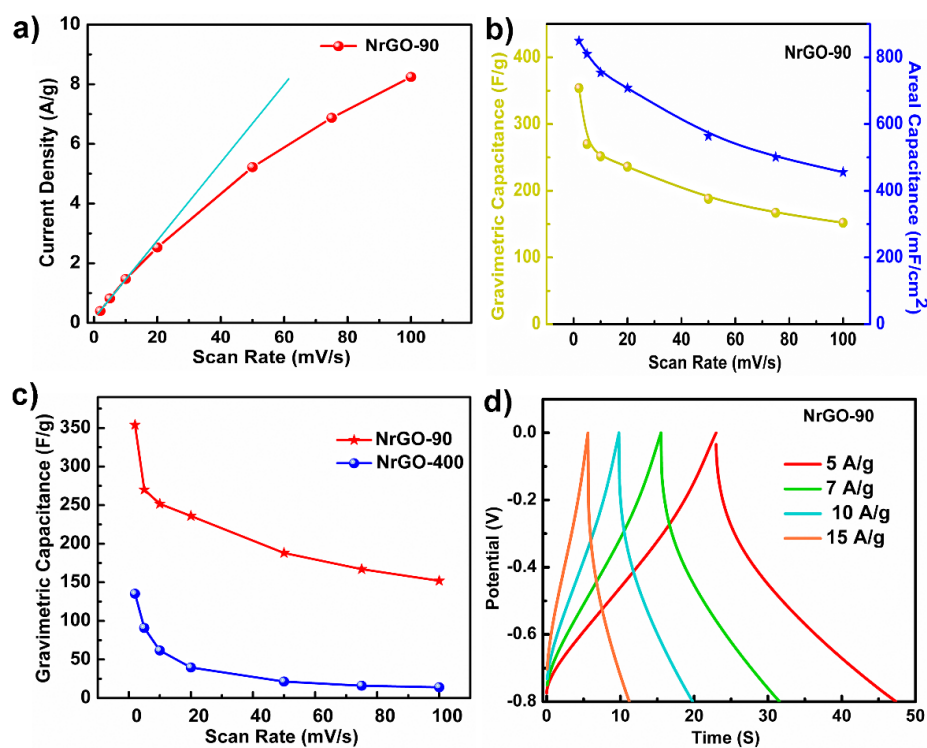 a)
NrGO-90
10
8
6
4
2
0
Current Density (A/g)
0 20 40 60 80 100
Scan Rate (mV/s)
b)
NrGO-90
400
300
200
100
0
Gravimetric Capacitance (F/g)
800
600
400
200
0
Areal Capacitance (mF/cm2)
0 20 40 60 80 100
Scan Rate (mV/s)
c)
NrGO-90
NrGO-400
350
300
250
200
150
100
50
0
Gravimetric Capacitance (F/g)
0 20 40 60 80 100
Scan Rate (mV/s)
d)
NrGO-90
5 A/g
7 A/g
10 A/g
15 A/g
0.0
-0.2
-0.4
-0.6
-0.8
Potential (V)
0 10 20 30 40 50
Time (S)